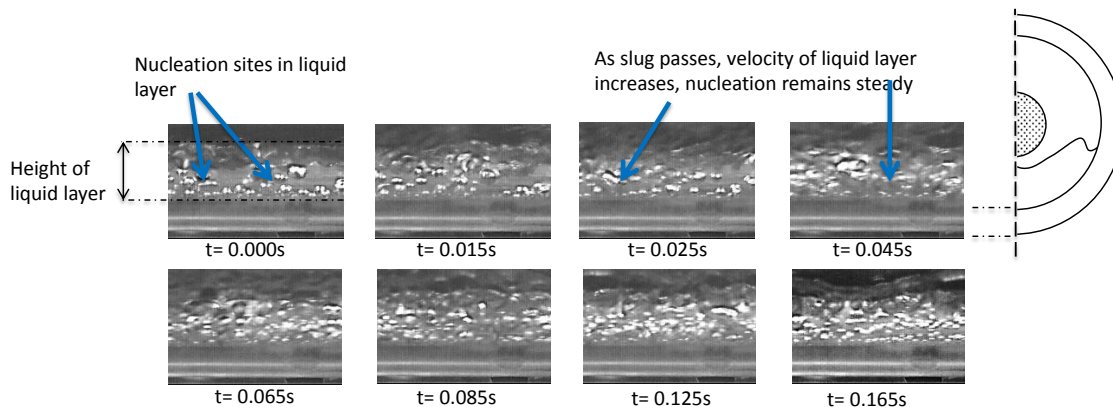 Nucleation sites in liquid
layer
As slug passes, velocity of liquid layer
increases, nucleation remains steady
Height of
liquid layer
t= 0.000s
t= 0.015s
t= 0.025s
t= 0.045s
t= 0.065s
t= 0.085s
t= 0.125s
t= 0.165s